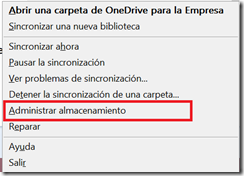 Abrir una carpeta de OneDrive para la Empresa
Sincronizar una nueva biblioteca
Sincronizar ahora
Pausar la sincronización
Ver problemas de sincronización...
Detener la sincronización de una carpeta...
Administrar almacenamiento
Reparar
Ayuda
Salir